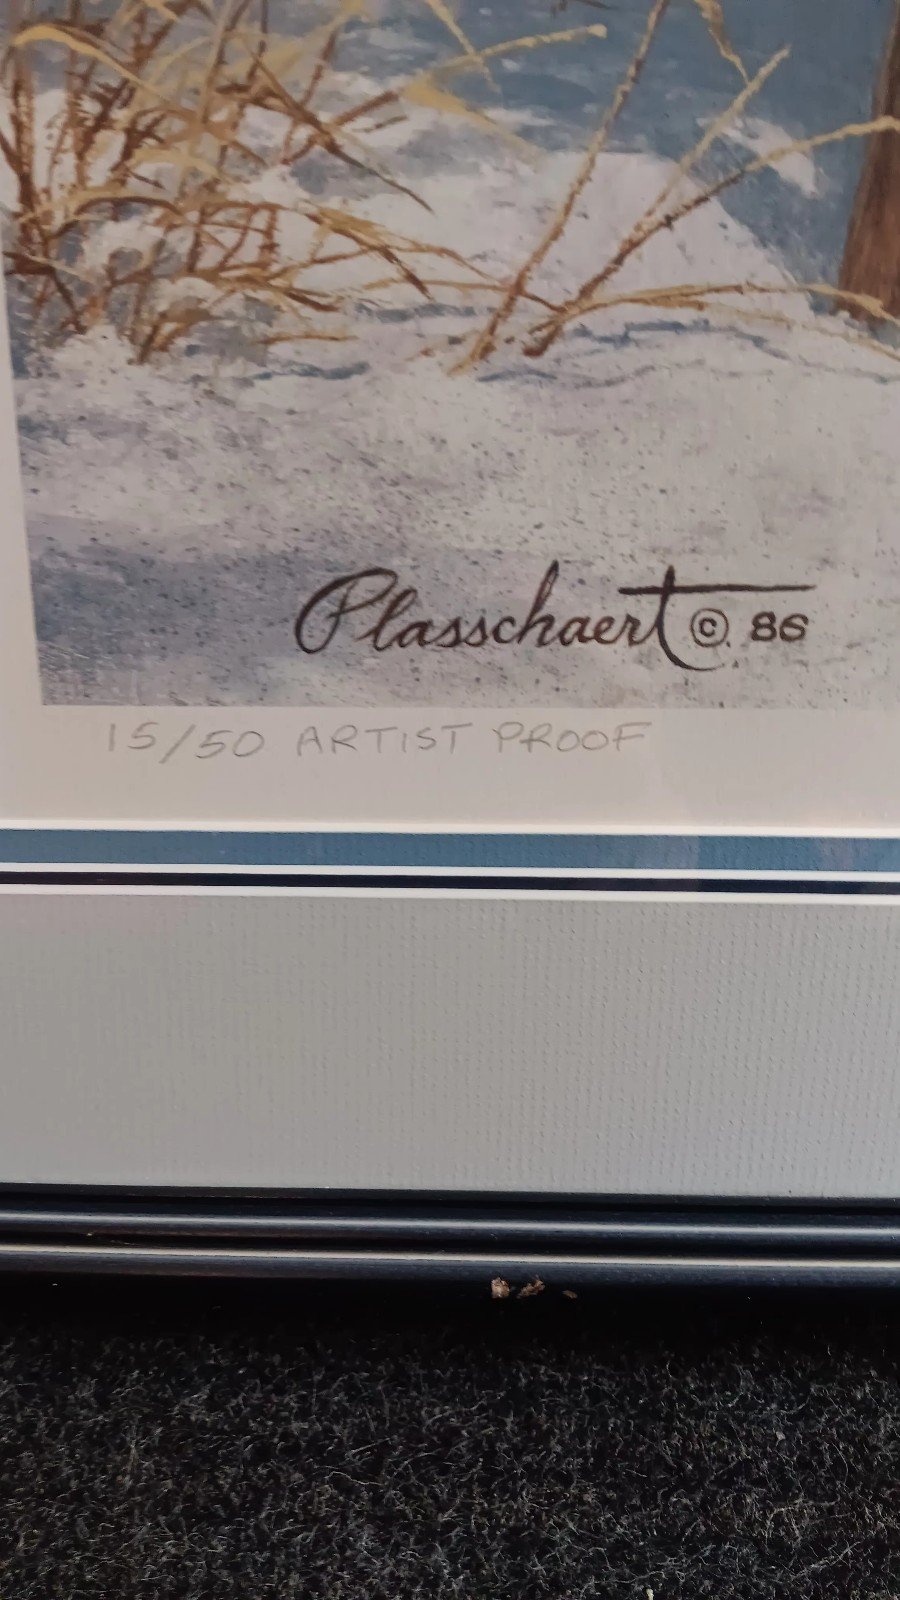 Plasschaert © 86
15/50 ARTIST PROOF